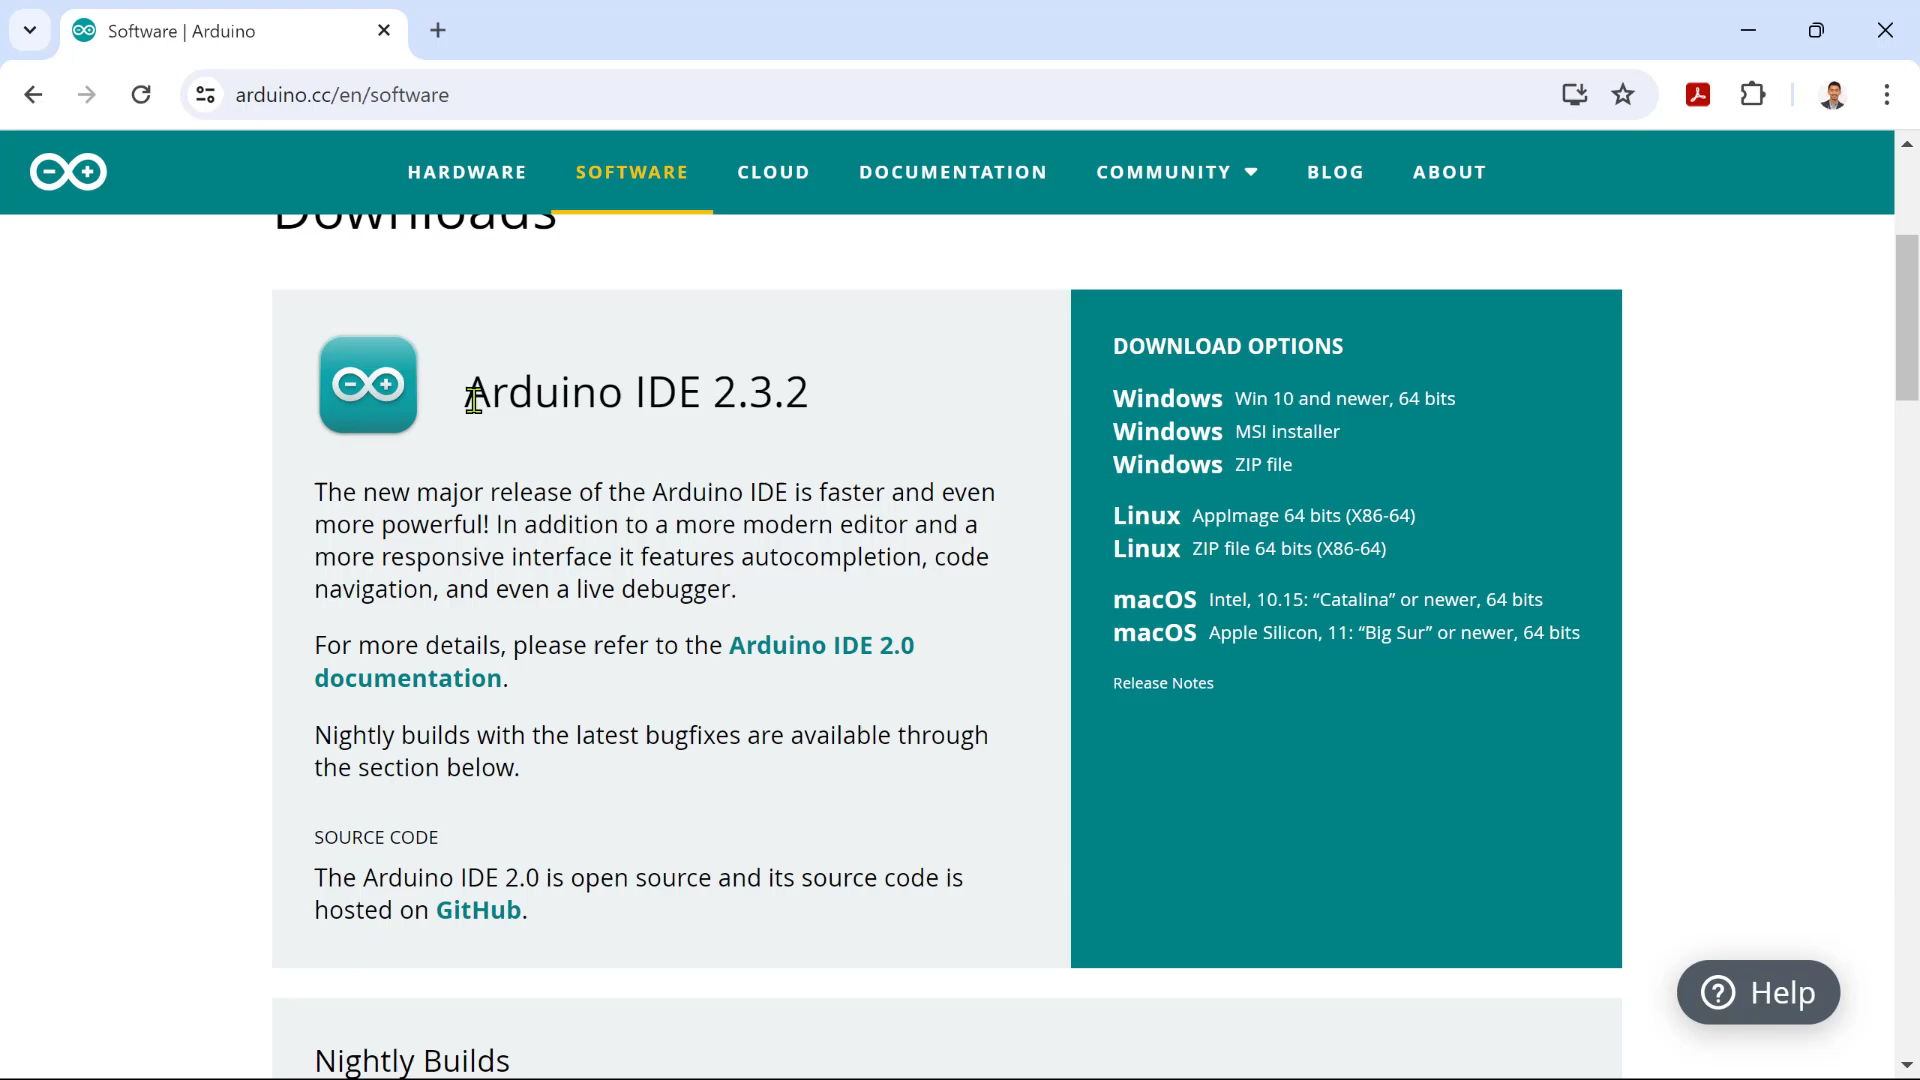 Software | Arduino
arduino.cc/en/software
HARDWARE SOFTWARE CLOUD DOCUMENTATION COMMUNITY BLOG ABOUT
Downloads
Arduino IDE 2.3.2
The new major release of the Arduino IDE is faster and even
more powerful! In addition to a more modern editor and a
more responsive interface it features autocompletion, code
navigation, and even a live debugger.
For more details, please refer to the Arduino IDE 2.0
documentation.
Nightly builds with the latest bugfixes are available through
the section below.
SOURCE CODE
The Arduino IDE 2.0 is open source and its source code is
hosted on GitHub.
DOWNLOAD OPTIONS
Windows Win 10 and newer, 64 bits
Windows MSI installer
Windows ZIP file
Linux AppImage 64 bits (X86-64)
Linux ZIP file 64 bits (X86-64)
macOS Intel, 10.15: “Catalina” or newer, 64 bits
macOS Apple Silicon, 11: “Big Sur” or newer, 64 bits
Release Notes
Help
Nightly Builds